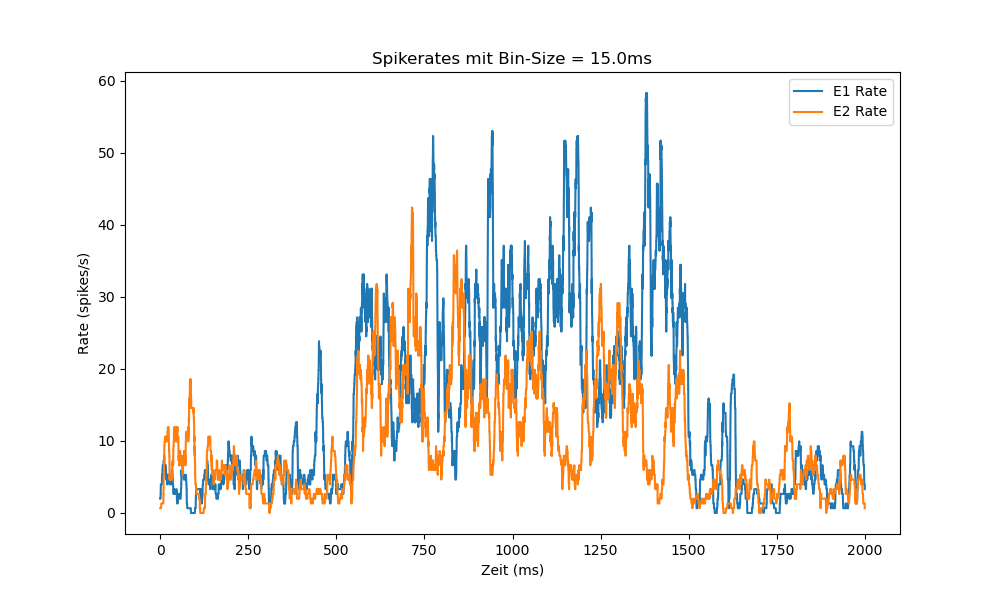 Spikerates mit Bin-Size = 15.0ms
E1 Rate
E2 Rate
60
50
40
30
20
10
0
Rate (spikes/s)
0 250 500 750 1000 1250 1500 1750 2000
Zeit (ms)